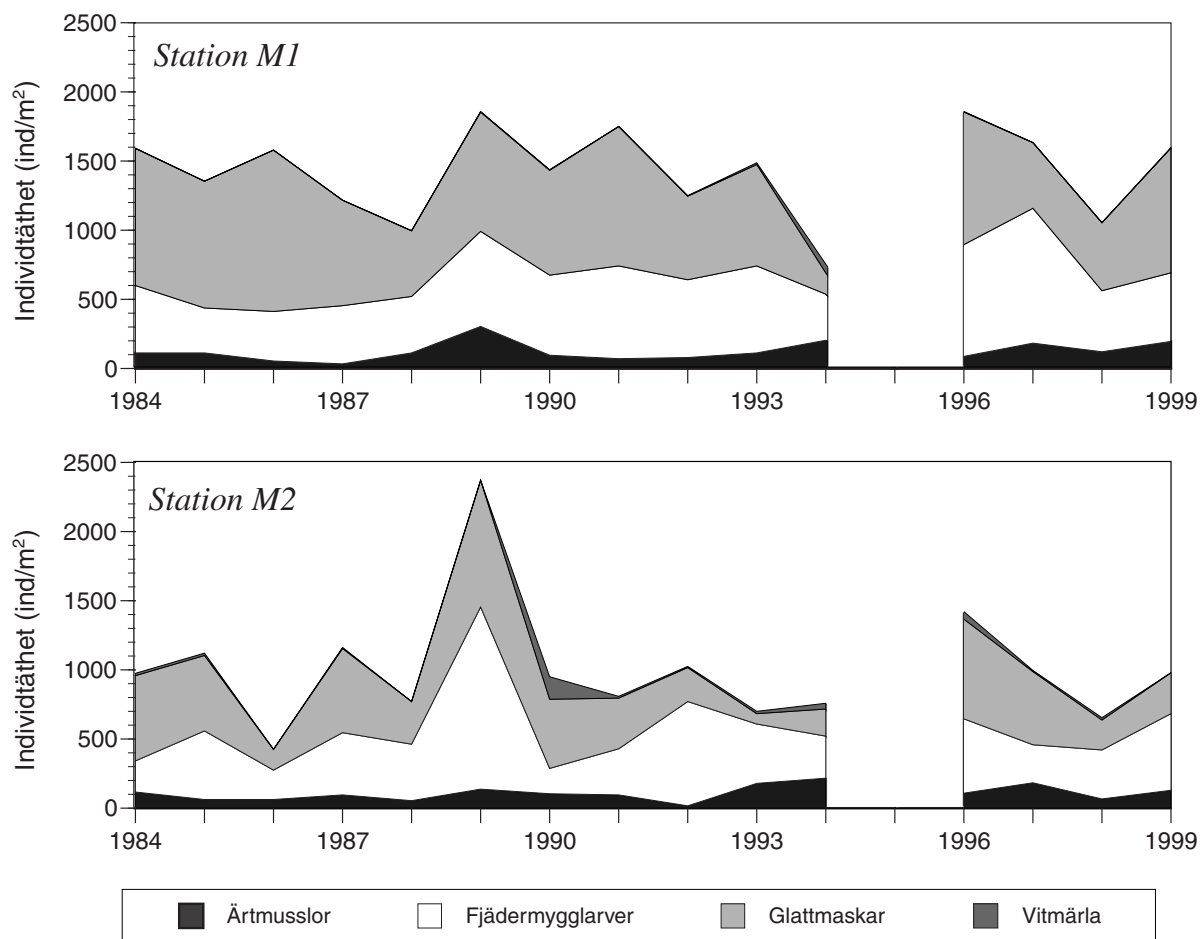 2500
Station M1
2000
1500
1000
500
0
Individtäthet (ind/m²)
1984 1987 1990 1993 1996 1999
2500
Station M2
2000
1500
1000
500
0
Individtäthet (ind/m²)
1984 1987 1990 1993 1996 1999
Ärtmusslor Fjädermygglarver Glattmaskar Vitmärla